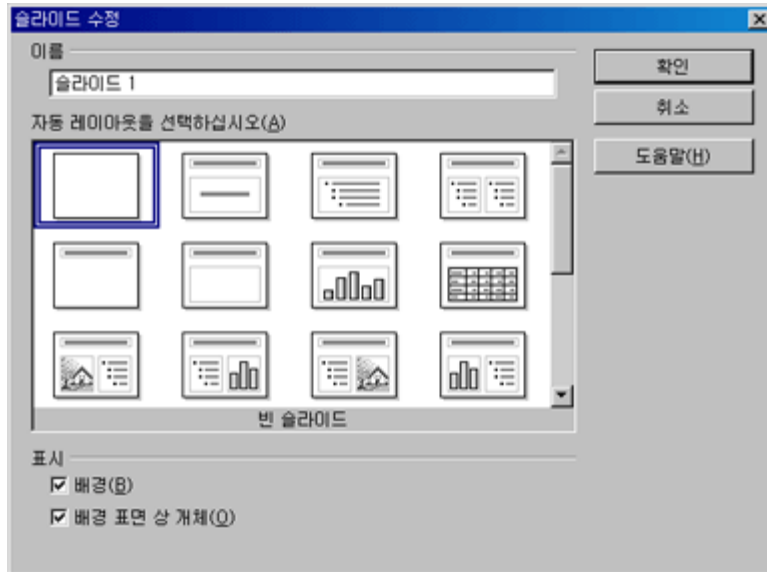 슬라이드 수정
이름
슬라이드 1
자동 레이아웃을 선택하십시오(A)
빈 슬라이드
표시
배경(B)
배경 표면 상 개체(O)
확인
취소
도움말(H)